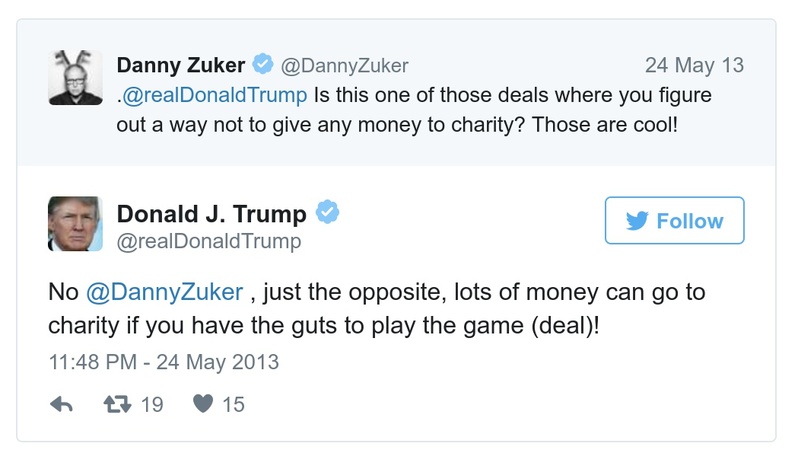 Danny Zuker @DannyZuker 24 May 13
.@realDonaldTrump Is this one of those deals where you figure
out a way not to give any money to charity? Those are cool!
Donald J. Trump
@realDonaldTrump
Follow
No @DannyZuker , just the opposite, lots of money can go to
charity if you have the guts to play the game (deal)!
11:48 PM - 24 May 2013
19 15